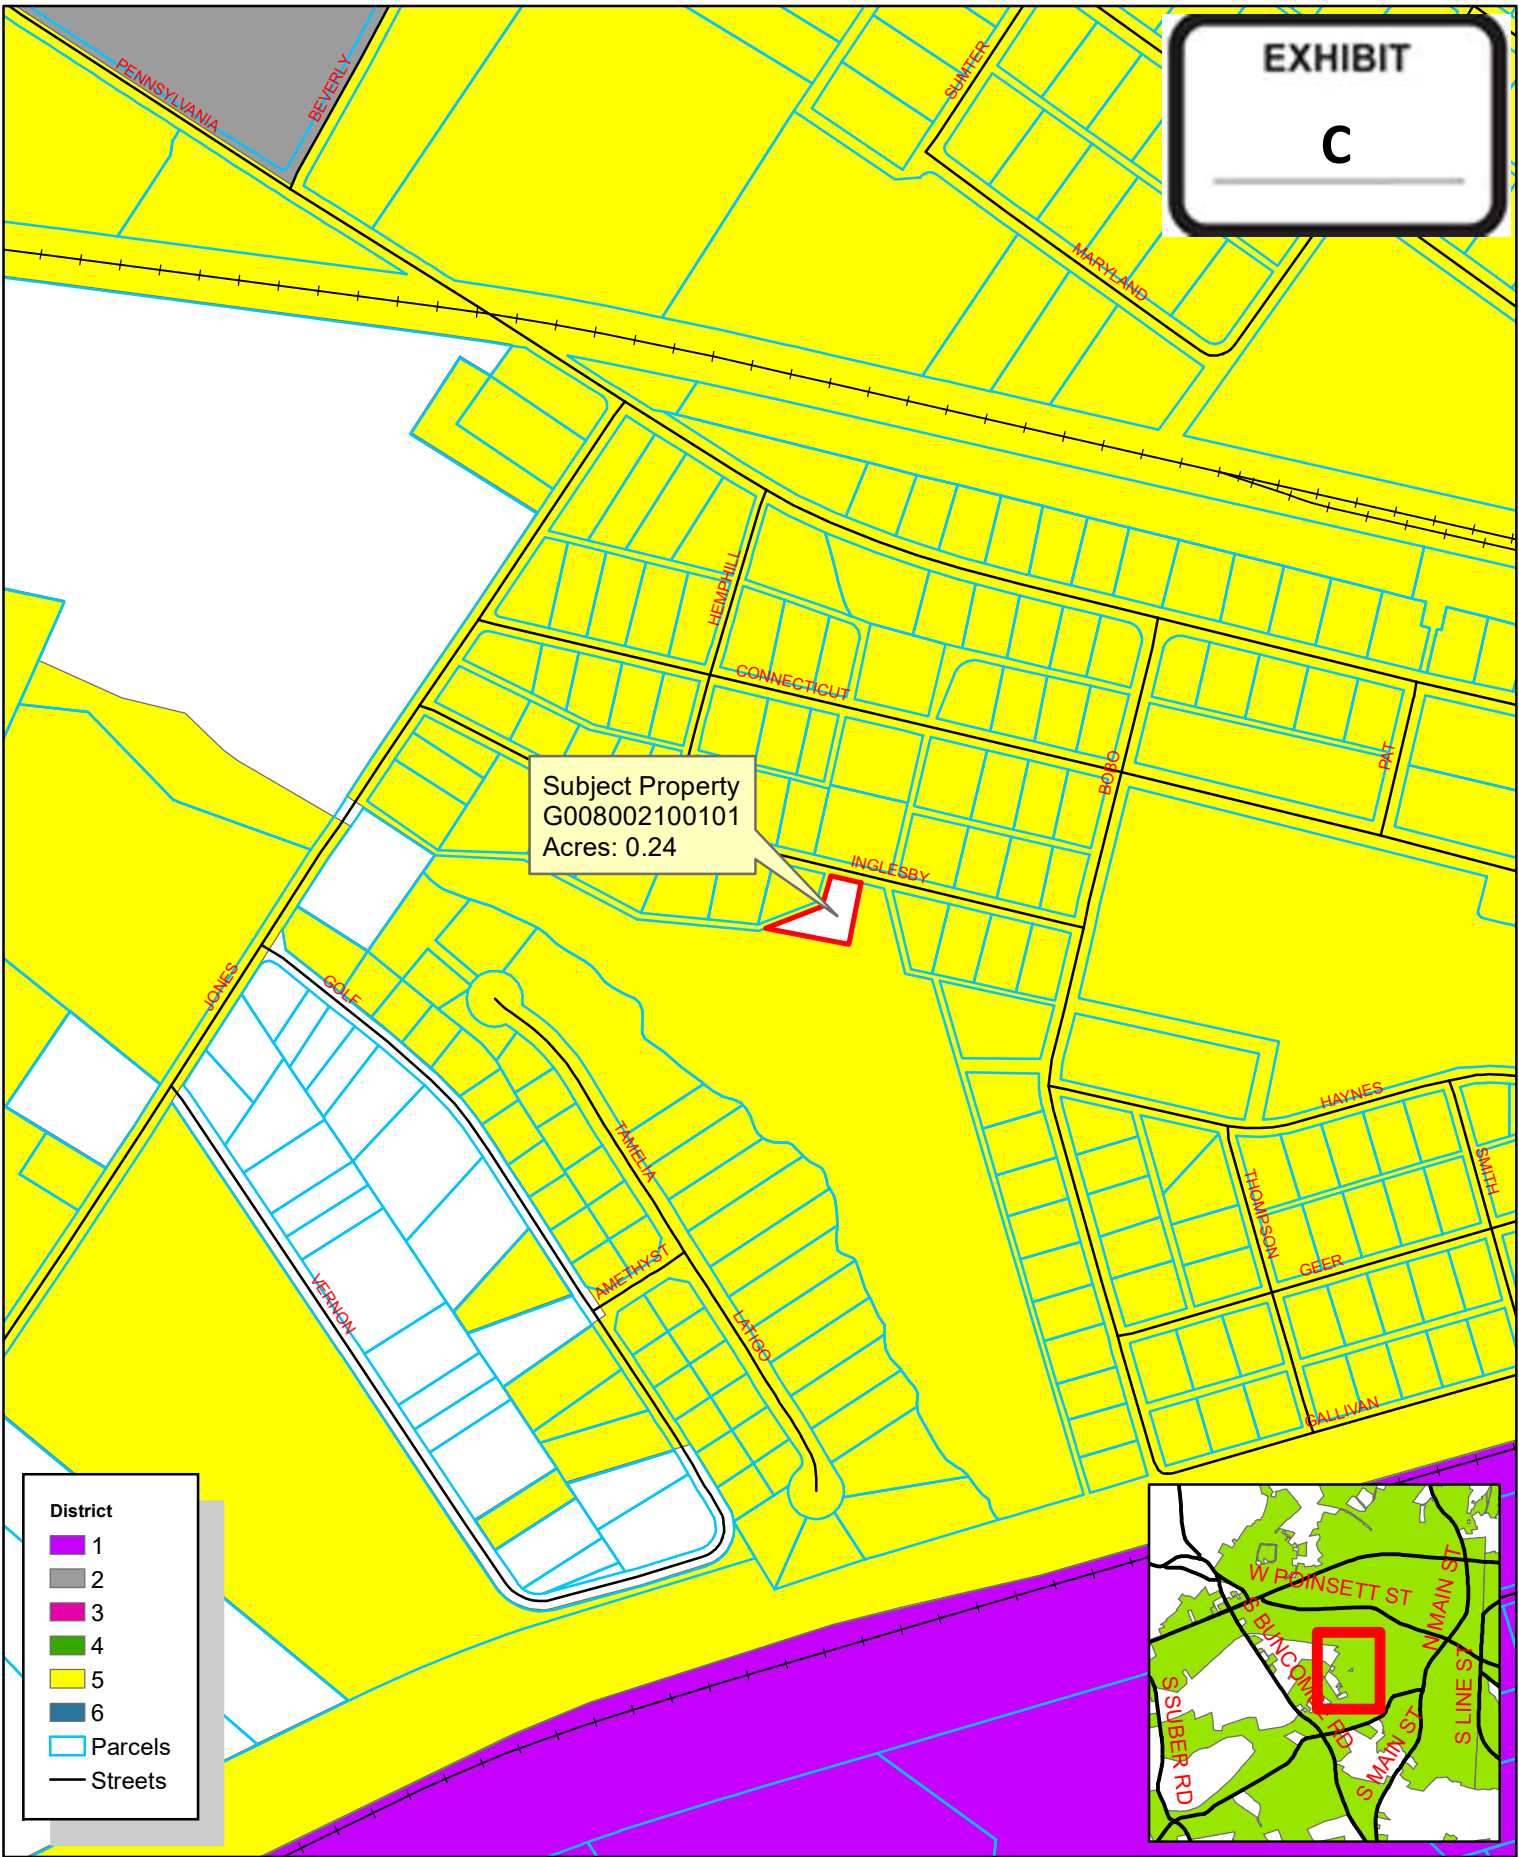 EXHIBIT
C
PENNSYLVANIA
BEVERLY
SUMTER
MARYLAND
HEMPHILL
CONNECTICUT
BOBO
PAT
Subject Property
G008002100101
Acres: 0.24
INGLESBY
JONES
GOLF
HAYNES
TAMELIA
THOMPSON
SMITH
AMETHYST
GEER
VERNON
LATIGO
GALLIVAN
District
1
2
3
4
5
6
Parcels
Streets
W POINSETT ST
N MAIN ST
S BUNCOMBE RD
S LINE ST
S SUBER RD
S MAIN ST